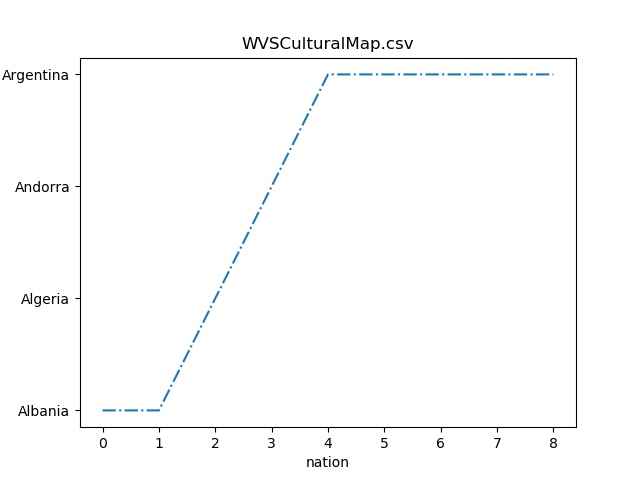 WVSCulturalMap.csv
Argentina
Andorra
Algeria
Albania
0 1 2 3 4 5 6 7 8
nation